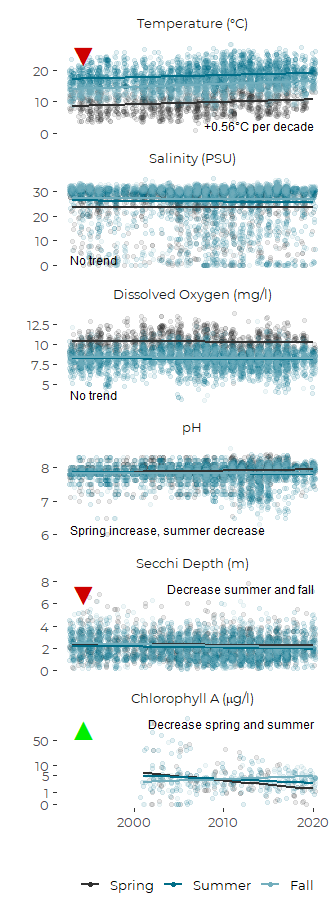 Temperature (°C)
20
10
0
+0.56°C per decade
Salinity (PSU)
30
20
10
0
No trend
Dissolved Oxygen (mg/l)
12.5
10
7.5
5
No trend
pH
8
7
6
Spring increase, summer decrease
Secchi Depth (m)
8
6
4
2
0
Decrease summer and fall
Chlorophyll A (µg/l)
Decrease spring and summer
50
10
5
1
0
2000 2010 2020
Spring Summer Fall